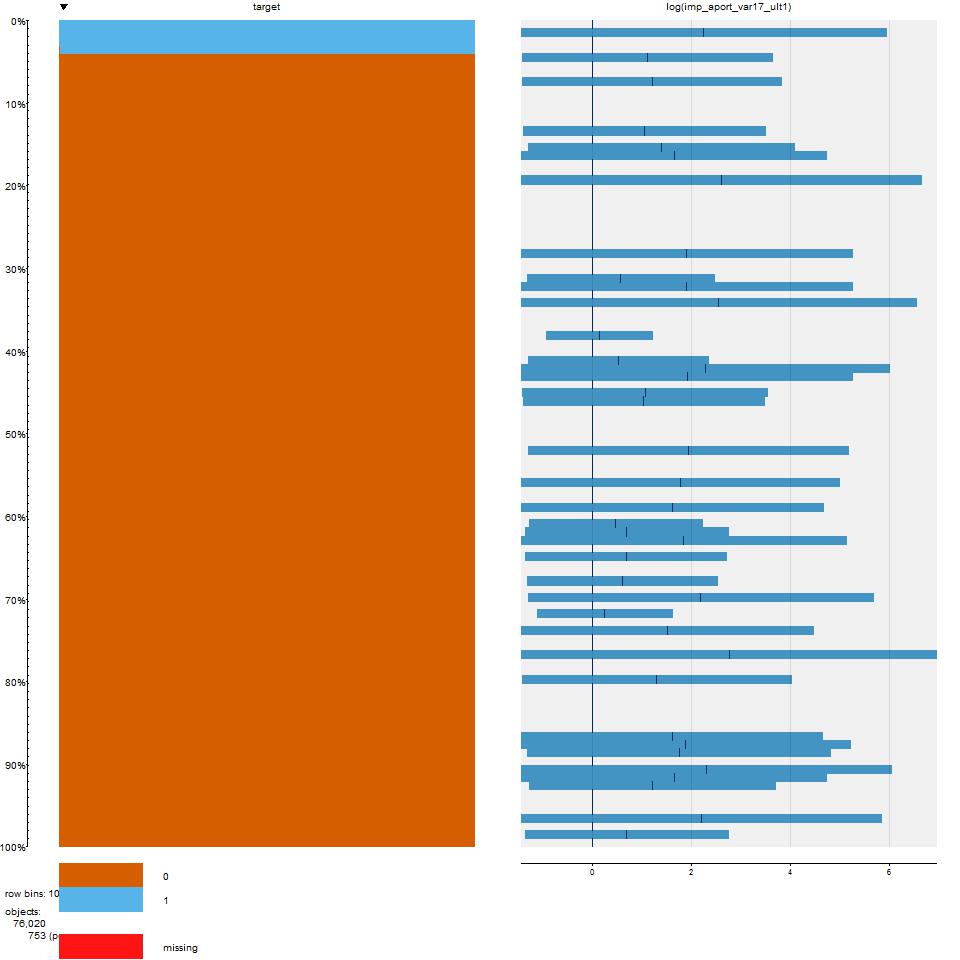 target
log(imp_aport_var17_ult1)
0%
10%
20%
30%
40%
50%
60%
70%
80%
90%
100%
0 2 4 6
0
row bins: 10
1
objects:
76,020
753 (p
missing